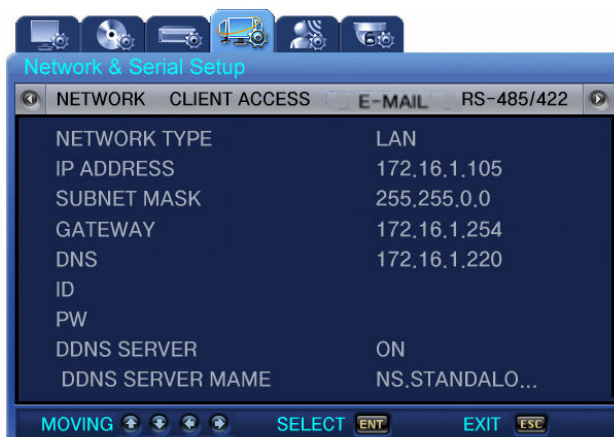 Network & Serial Setup
NETWORK CLIENT ACCESS E-MAIL RS-485/422
NETWORK TYPE LAN
IP ADDRESS 172.16.1.105
SUBNET MASK 255.255.0.0
GATEWAY 172.16.1.254
DNS 172.16.1.220
ID
PW
DDNS SERVER ON
DDNS SERVER MAME NS.STANDALO...
MOVING SELECT ENT EXIT ESC